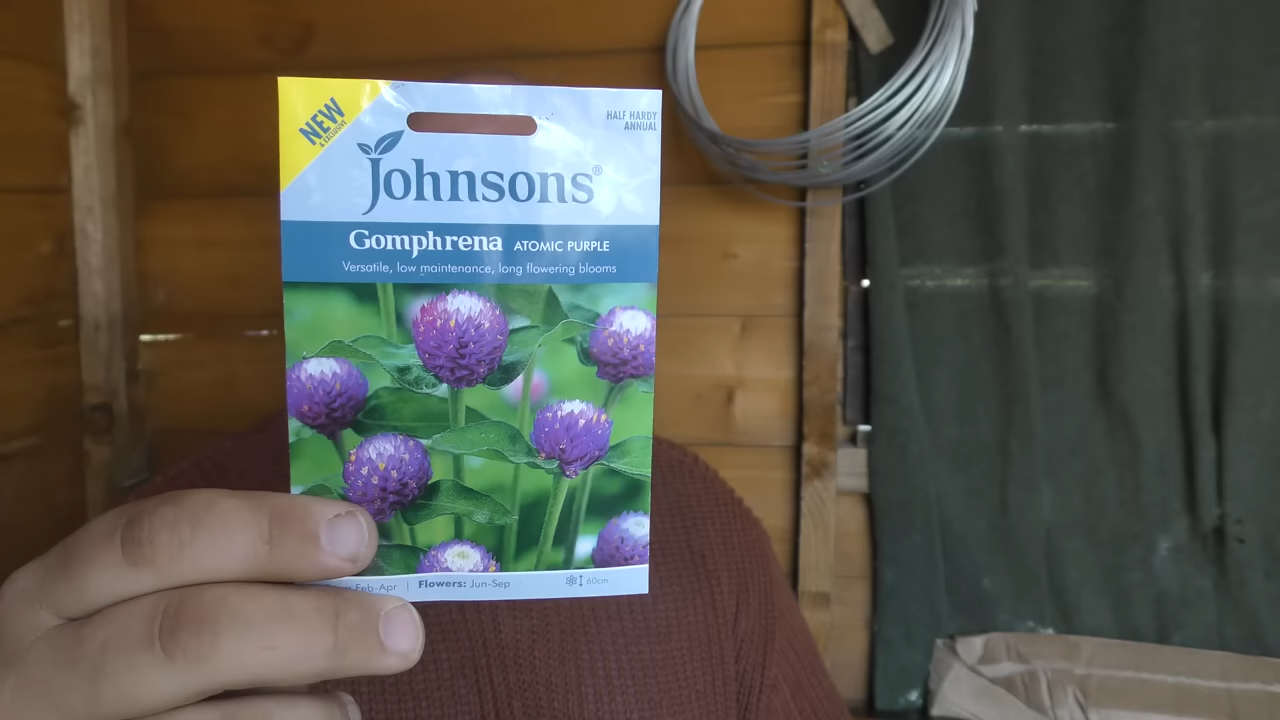 NEW
& EXCLUSIVE
HALF HARDY
ANNUAL
Johnsons®
Gomphrena ATOMIC PURPLE
Versatile, low maintenance, long flowering blooms
Feb-Apr | Flowers: Jun-Sep 60cm